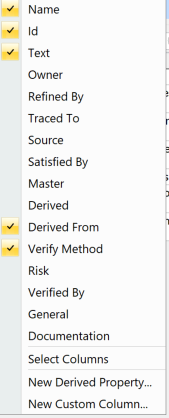 Name
Id
Text
Owner
Refined By
Traced To
Source
Satisfied By
Master
Derived
Derived From
Verify Method
Risk
Verified By
General
Documentation
Select Columns
New Derived Property...
New Custom Column...